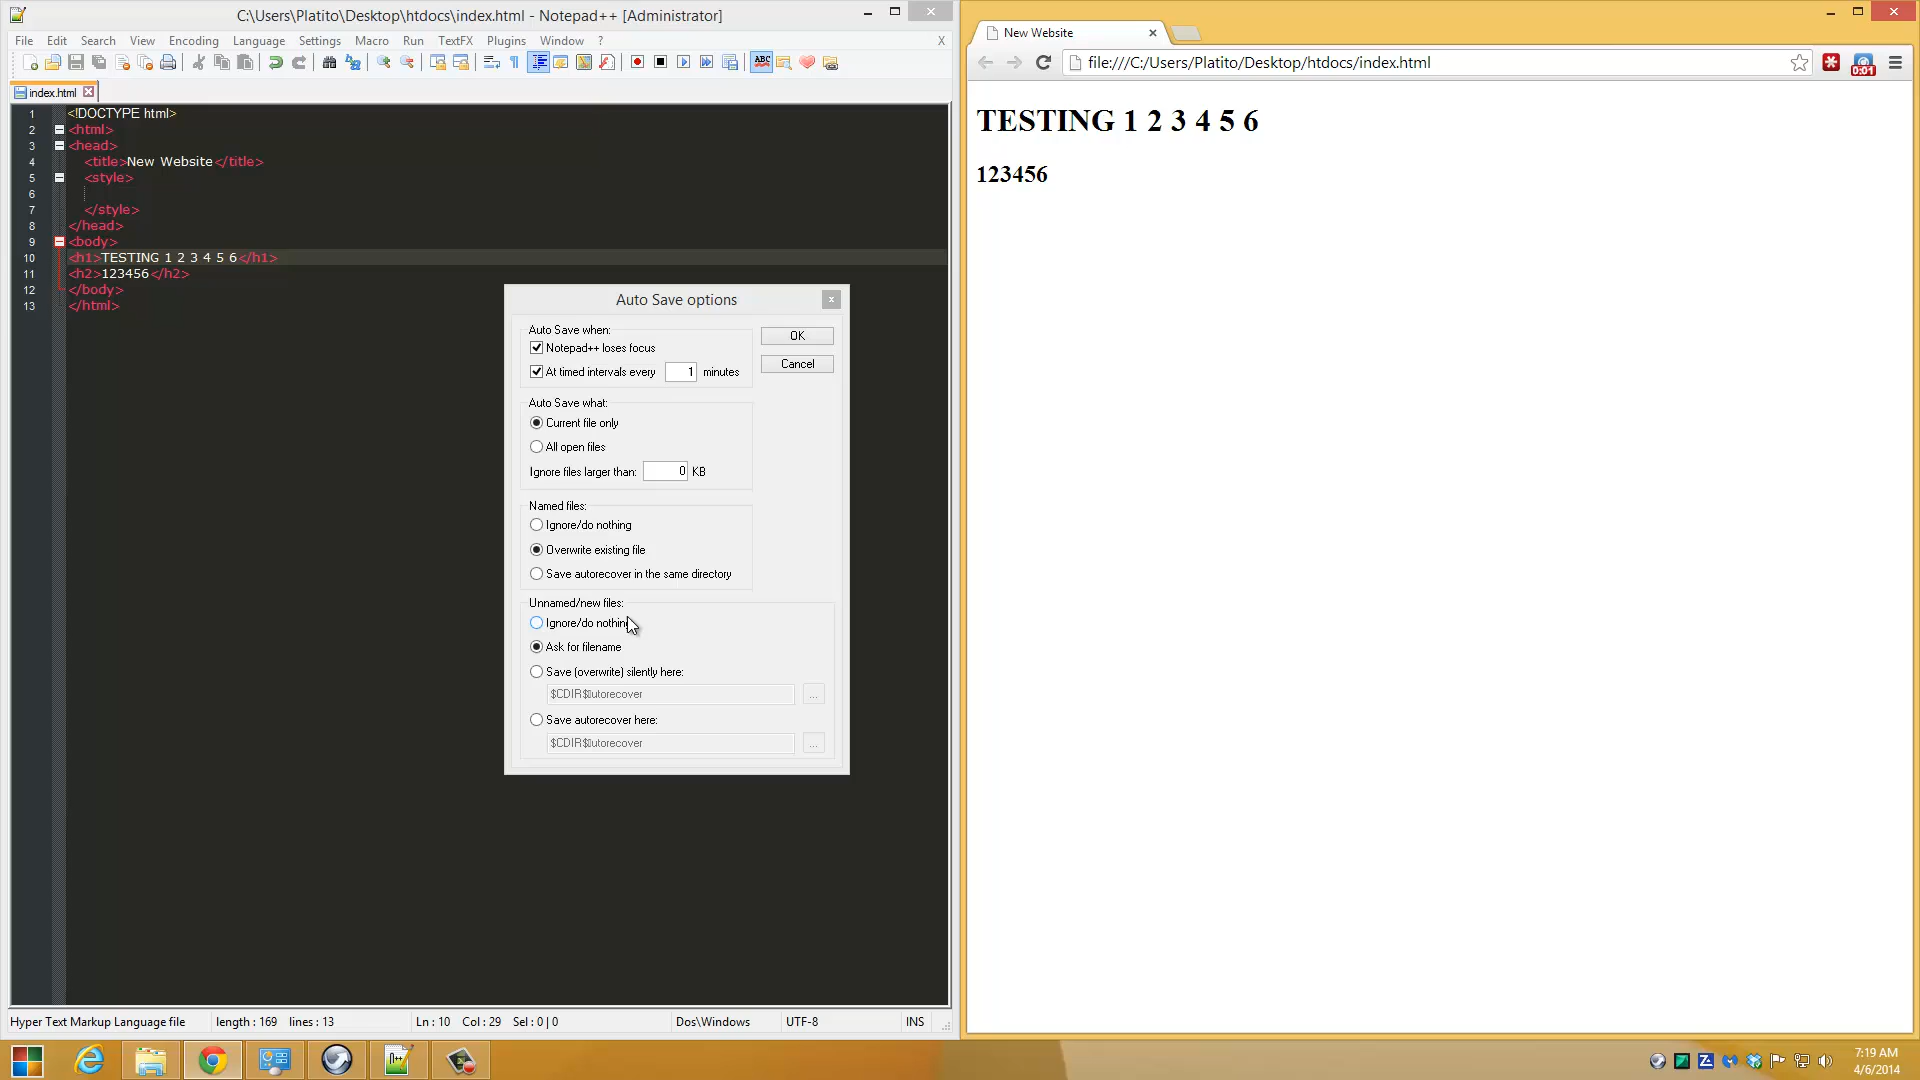 C:\Users\Platito\Desktop\htdocs\index.html - Notepad++ [Administrator]
File Edit Search View Encoding Language Settings Macro Run TextFX Plugins Window ? X
index.html
1 <!DOCTYPE html>
2 <html>
3 <head>
4 <title>New Website</title>
5 <style>
6
7 </style>
8 </head>
9 <body>
10 <h1>TESTING 1 2 3 4 5 6</h1>
11 <h2>123456</h2>
12 </body>
13 </html>
Auto Save options
Auto Save when:
OK
Notepad++ loses focus
Cancel
At timed intervals every 1 minutes
Auto Save what:
Current file only
All open files
Ignore files larger than: 0 KB
Named files:
Ignore/do nothing
Overwrite existing file
Save autorecover in the same directory
Unnamed/new files:
Ignore/do nothing
Ask for filename
Save (overwrite) silently here:
$CDIR$▯utorecover
...
Save autorecover here:
$CDIR$▯utorecover
...
Hyper Text Markup Language file length : 169 lines : 13 Ln : 10 Col : 29 Sel : 0 | 0 Dos\Windows UTF-8 INS
New Website
file:///C:/Users/Platito/Desktop/htdocs/index.html
0:01
TESTING 1 2 3 4 5 6
123456
7:19 AM
4/6/2014